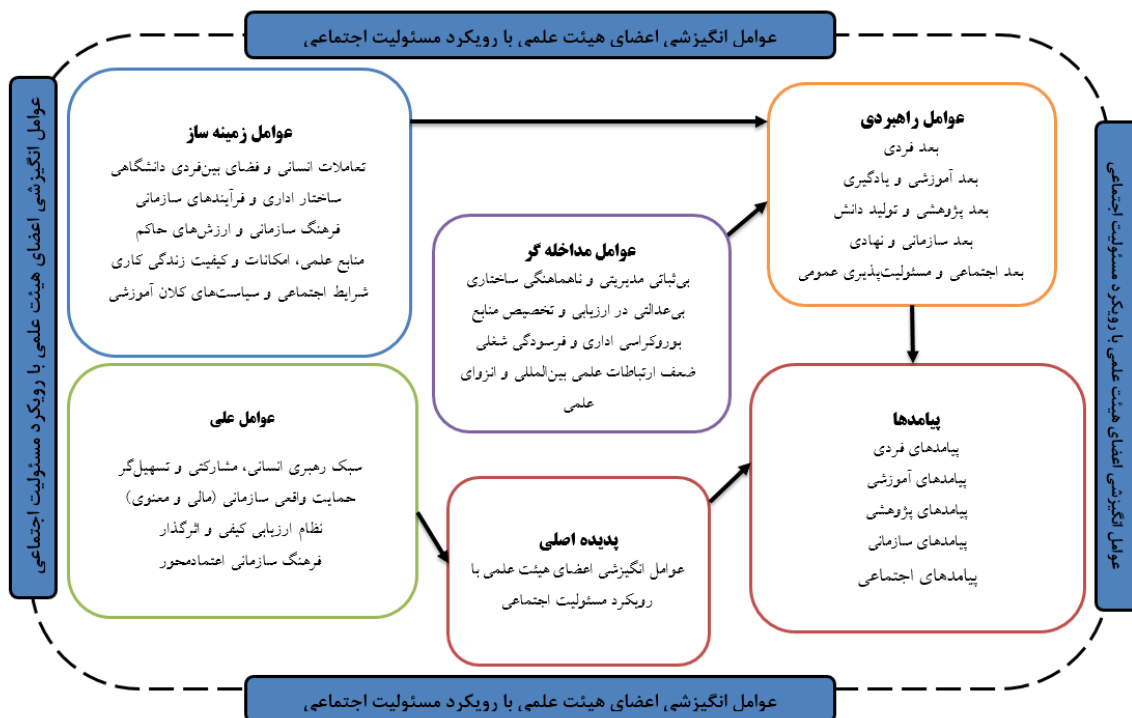 عوامل انگیزشی اعضای هیئت علمی با رویکرد مسئولیت اجتماعی
عوامل انگیزشی اعضای هیئت علمی با رویکرد مسئولیت اجتماعی
عوامل راهبردی
بعد فردی
بعد آموزشی و یادگیری
بعد پژوهشی و تولید دانش
بعد سازمانی و نهادی
بعد اجتماعی و مسئولیت‌پذیری عمومی
عوامل زمینه ساز
تعاملات انسانی و فضای بین‌فردی دانشگاهی
ساختار اداری و فرآیندهای سازمانی
فرهنگ سازمانی و ارزش‌های حاکم
منابع علمی، امکانات و کیفیت زندگی کاری
شرایط اجتماعی و سیاست‌های کلان آموزشی
عوامل مداخله گر
بی‌ثباتی مدیریتی و ناهماهنگی ساختاری
بی‌عدالتی در ارزیابی و تخصیص منابع
بوروکراسی اداری و فرسودگی شغلی
ضعف ارتباطات علمی بین‌المللی و انزوای
علمی
عوامل علی
سبک رهبری انسانی، مشارکتی و تسهیل‌گر
حمایت واقعی سازمانی (مالی و معنوی)
نظام ارزیابی کیفی و اثرگذار
فرهنگ سازمانی اعتمادمحور
پدیده اصلی
عوامل انگیزشی اعضای هیئت علمی با
رویکرد مسئولیت اجتماعی
پیامدها
پیامدهای فردی
پیامدهای آموزشی
پیامدهای پژوهشی
پیامدهای سازمانی
پیامدهای اجتماعی
عوامل انگیزشی اعضای هیئت علمی با رویکرد مسئولیت اجتماعی
عوامل انگیزشی اعضای هیئت علمی با رویکرد مسئولیت اجتماعی